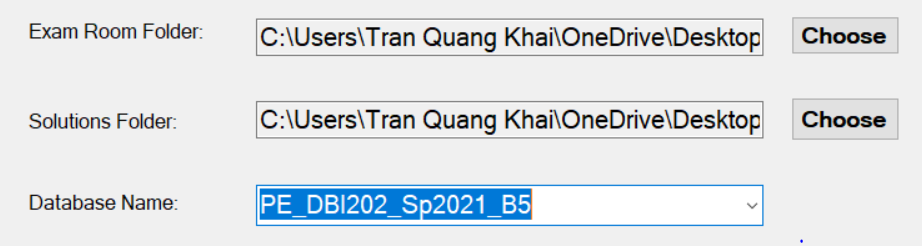 Exam Room Folder: C:\Users\Tran Quang Khai\OneDrive\Desktop Choose
Solutions Folder: C:\Users\Tran Quang Khai\OneDrive\Desktop Choose
Database Name: PE_DBI202_Sp2021_B5